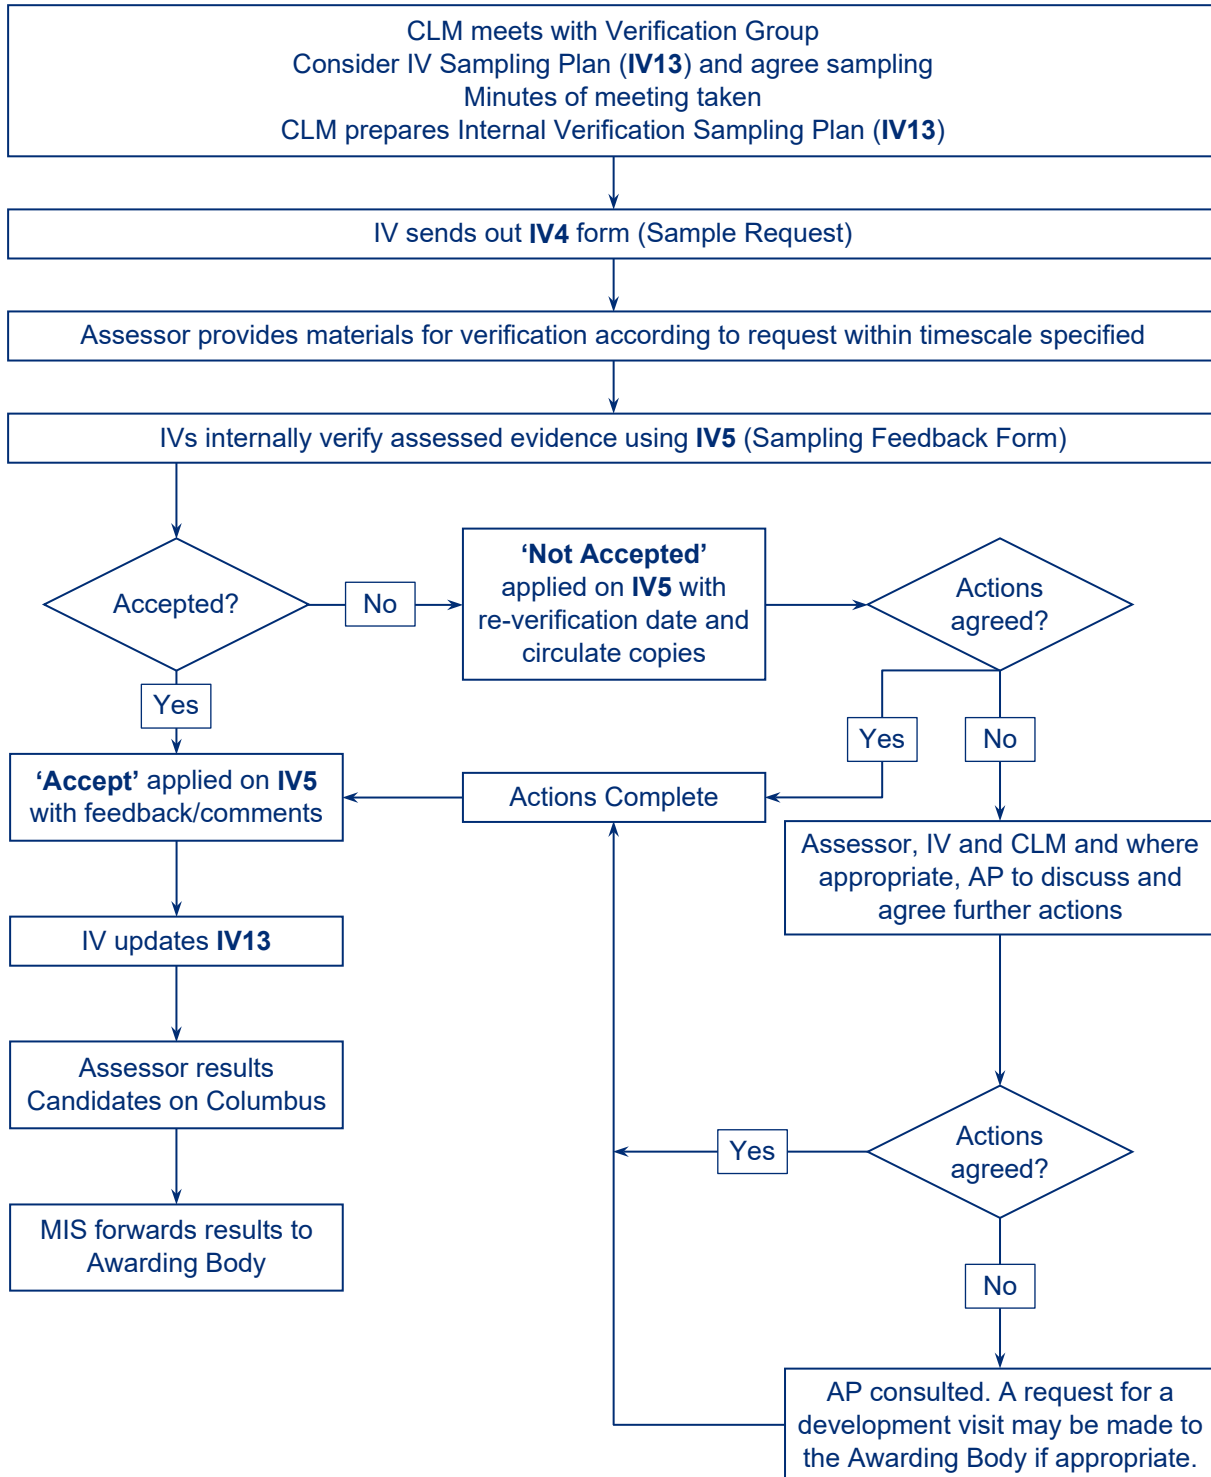 CLM meets with Verification Group
Consider IV Sampling Plan (IV13) and agree sampling
Minutes of meeting taken
CLM prepares Internal Verification Sampling Plan (IV13)
IV sends out IV4 form (Sample Request)
Assessor provides materials for verification according to request within timescale specified
IVs internally verify assessed evidence using IV5 (Sampling Feedback Form)
Accepted?
No
‘Not Accepted’
applied on IV5 with
re-verification date and
circulate copies
Actions
agreed?
Yes
Yes
No
‘Accept’ applied on IV5
with feedback/comments
Actions Complete
Assessor, IV and CLM and where
appropriate, AP to discuss and
agree further actions
IV updates IV13
Assessor results
Candidates on Columbus
Yes
Actions
agreed?
MIS forwards results to
Awarding Body
No
AP consulted. A request for a
development visit may be made to
the Awarding Body if appropriate.